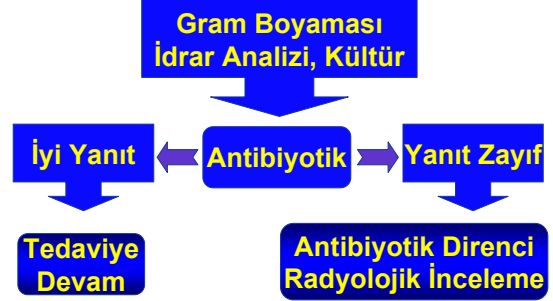 Gram Boyaması
İdrar Analizi, Kültür
İyi Yanıt
Antibiyotik
Yanıt Zayıf
Tedaviye
Devam
Antibiyotik Direnci
Radyolojik İnceleme